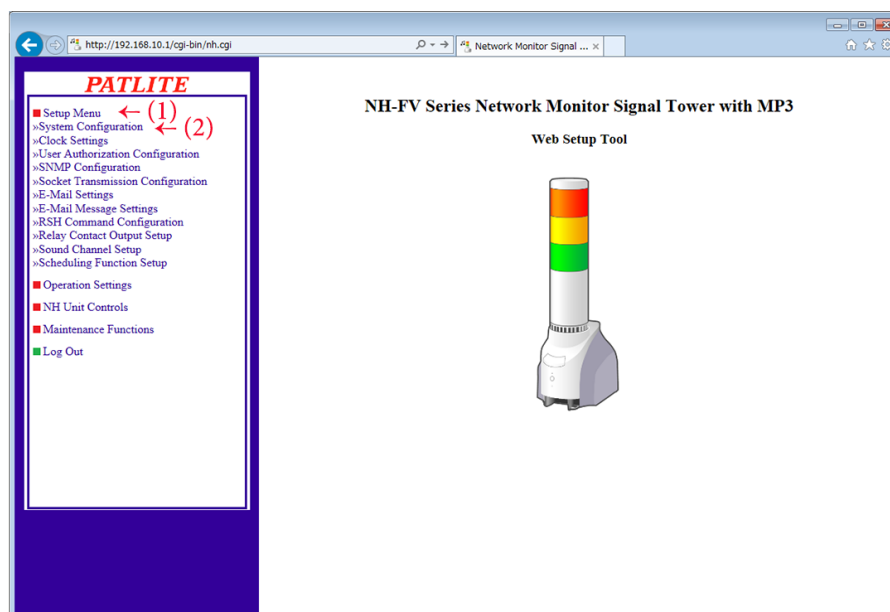 http://192.168.10.1/cgi-bin/nh.cgi
Network Monitor Signal ...
PATLITE
Setup Menu
(1)
»System Configuration
(2)
»Clock Settings
»User Authorization Configuration
»SNMP Configuration
»Socket Transmission Configuration
»E-Mail Settings
»E-Mail Message Settings
»RSH Command Configuration
»Relay Contact Output Setup
»Sound Channel Setup
»Scheduling Function Setup
Operation Settings
NH Unit Controls
Maintenance Functions
Log Out
NH-FV Series Network Monitor Signal Tower with MP3
Web Setup Tool